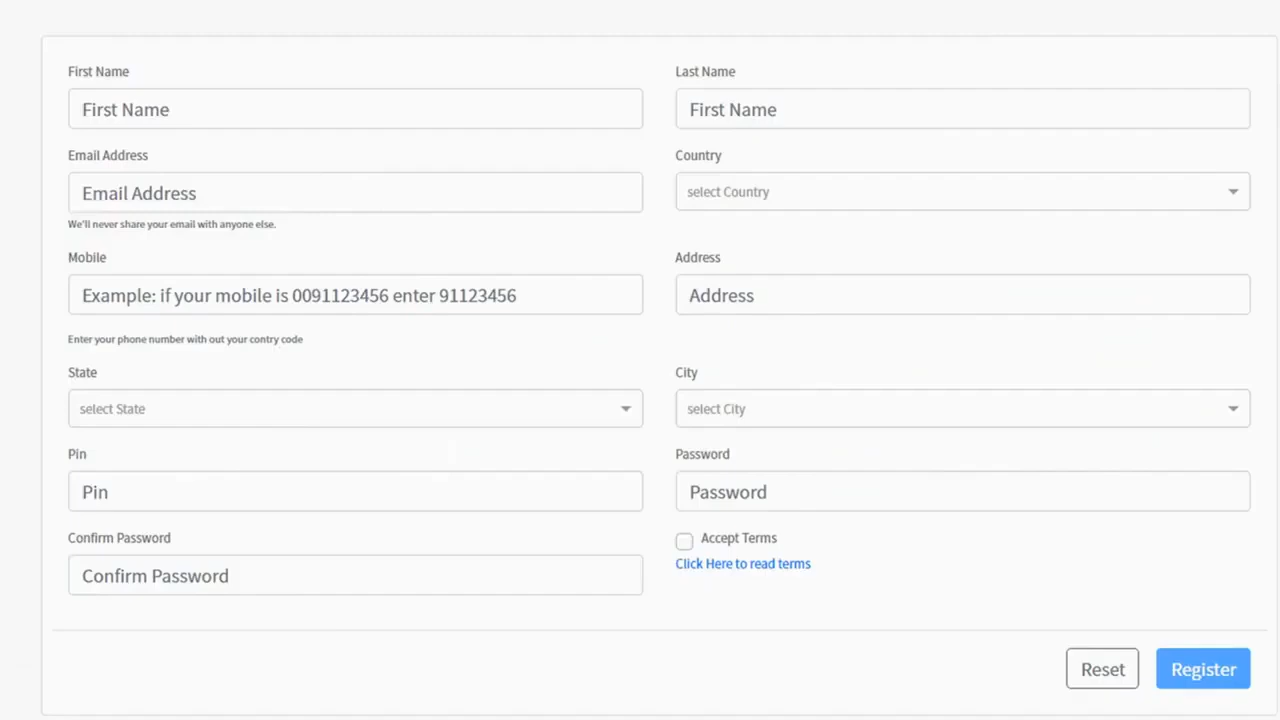 First Name
Last Name
First Name
First Name
Email Address
Country
Email Address
select Country
We'll never share your email with anyone else.
Mobile
Address
Example: if your mobile is 0091123456 enter 91123456
Address
Enter your phone number with out your contry code
State
City
select State
select City
Pin
Password
Pin
Password
Confirm Password
Accept Terms
Click Here to read terms
Confirm Password
Reset
Register